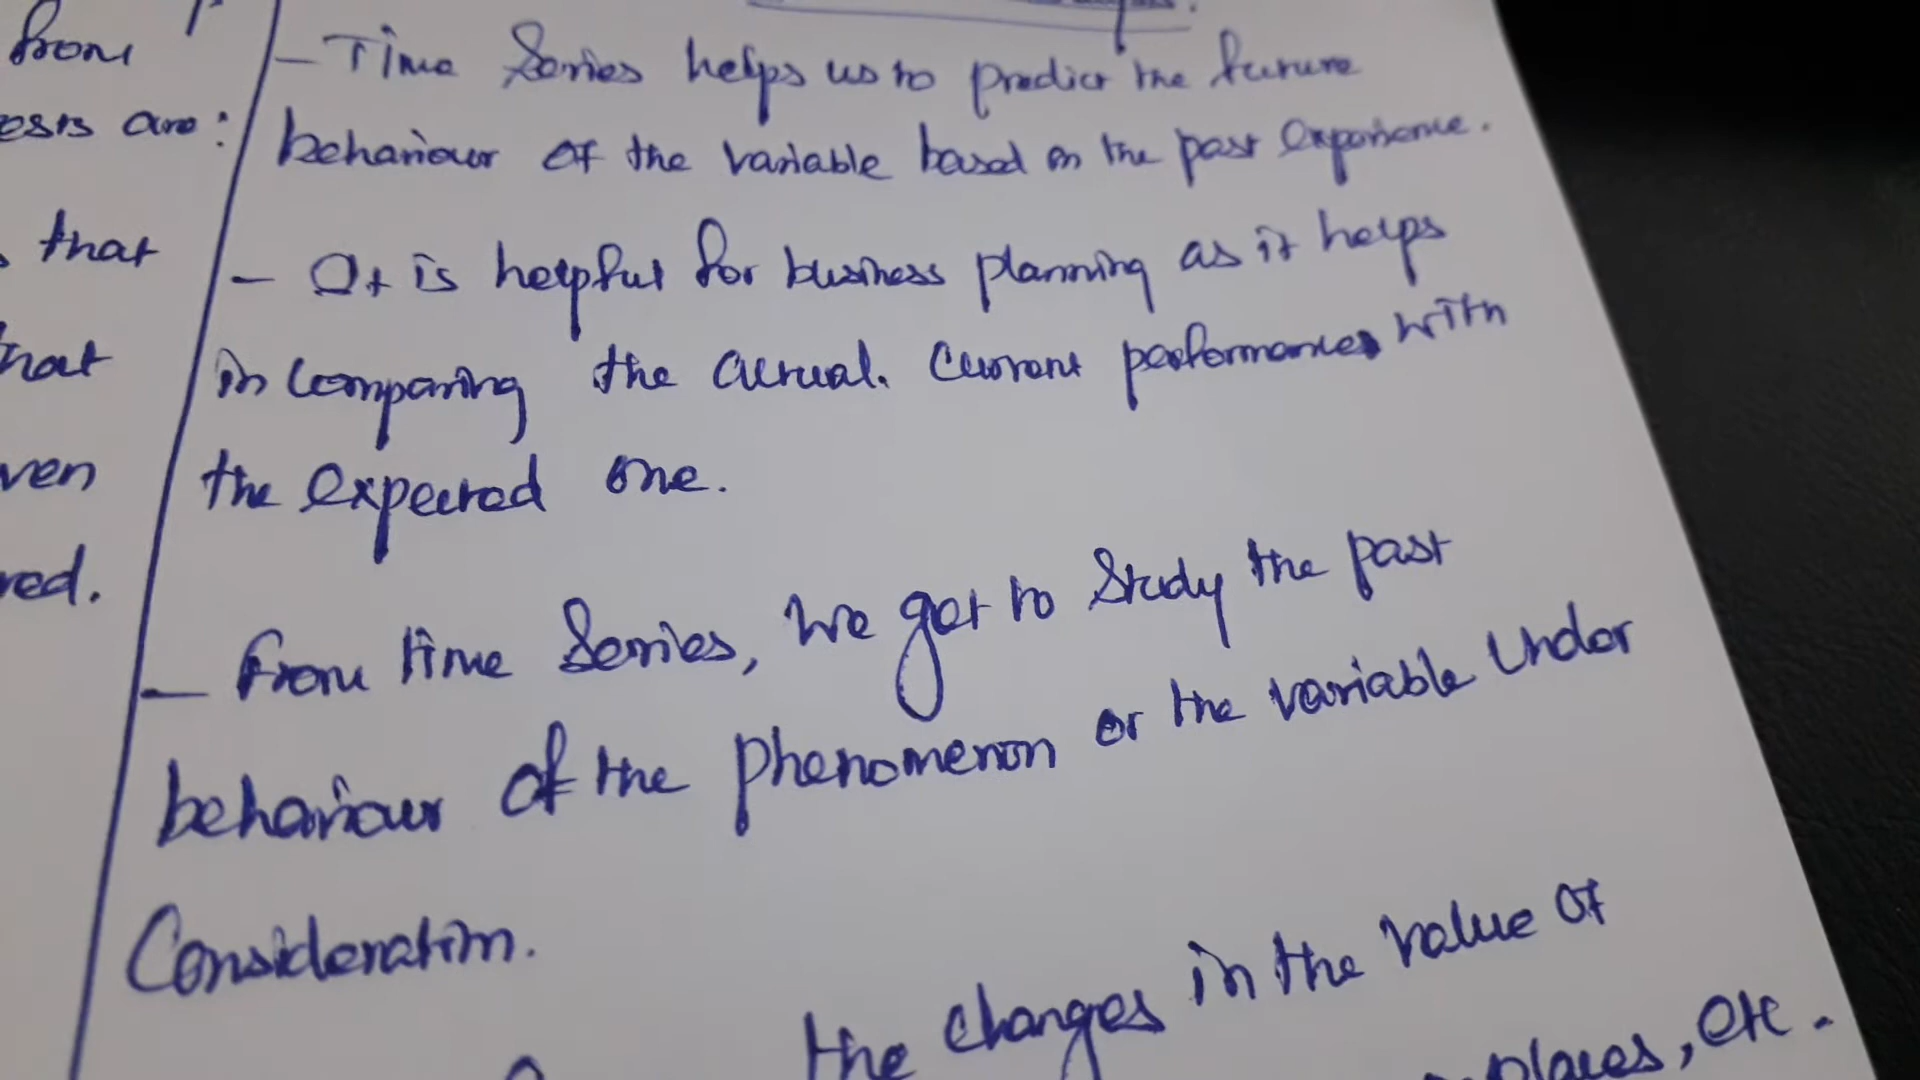 from
ests are:
that
hat
ven
red.
- Time Series helps us to predict the future
behaviour of the variable based on the past experience.
- It is helpful for business planning as it helps
in comparing the actual. Current performances with
the expected one.
- From time Series, we get to Study the past
behaviour of the phenomenon or the variable Under
Consideration.
the changes in the value of
places, etc.